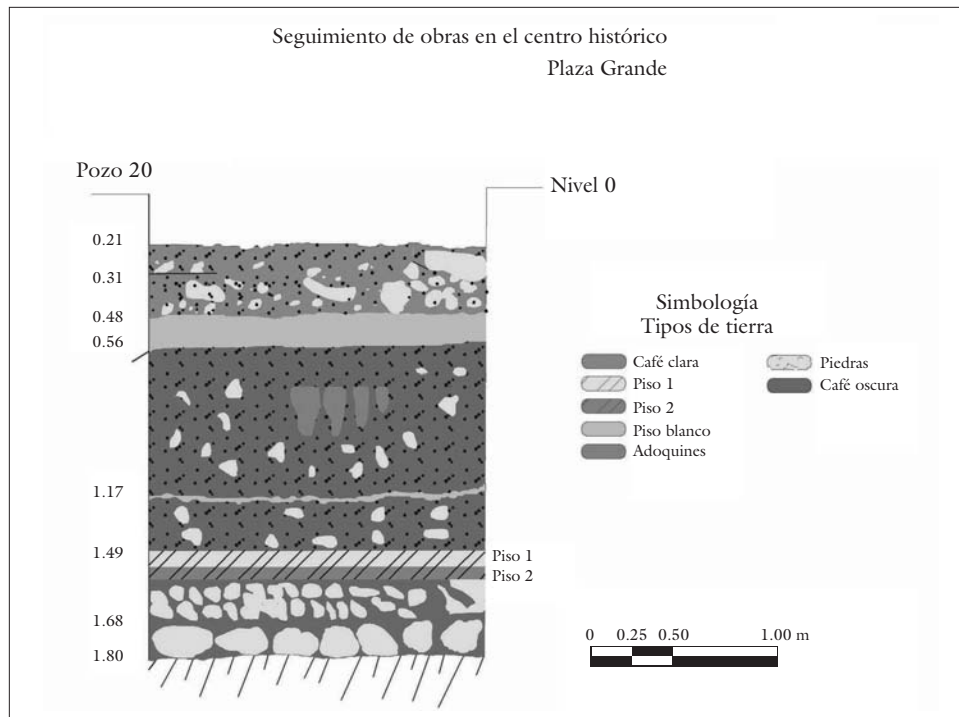 Seguimiento de obras en el centro histórico
Plaza Grande
Pozo 20
Nivel 0
0.21
0.31
0.48
0.56
1.17
1.49
1.68
1.80
Piso 1
Piso 2
Simbología
Tipos de tierra
Café clara
Piso 1
Piso 2
Piso blanco
Adoquines
Piedras
Café oscura
0 0.25 0.50 1.00 m